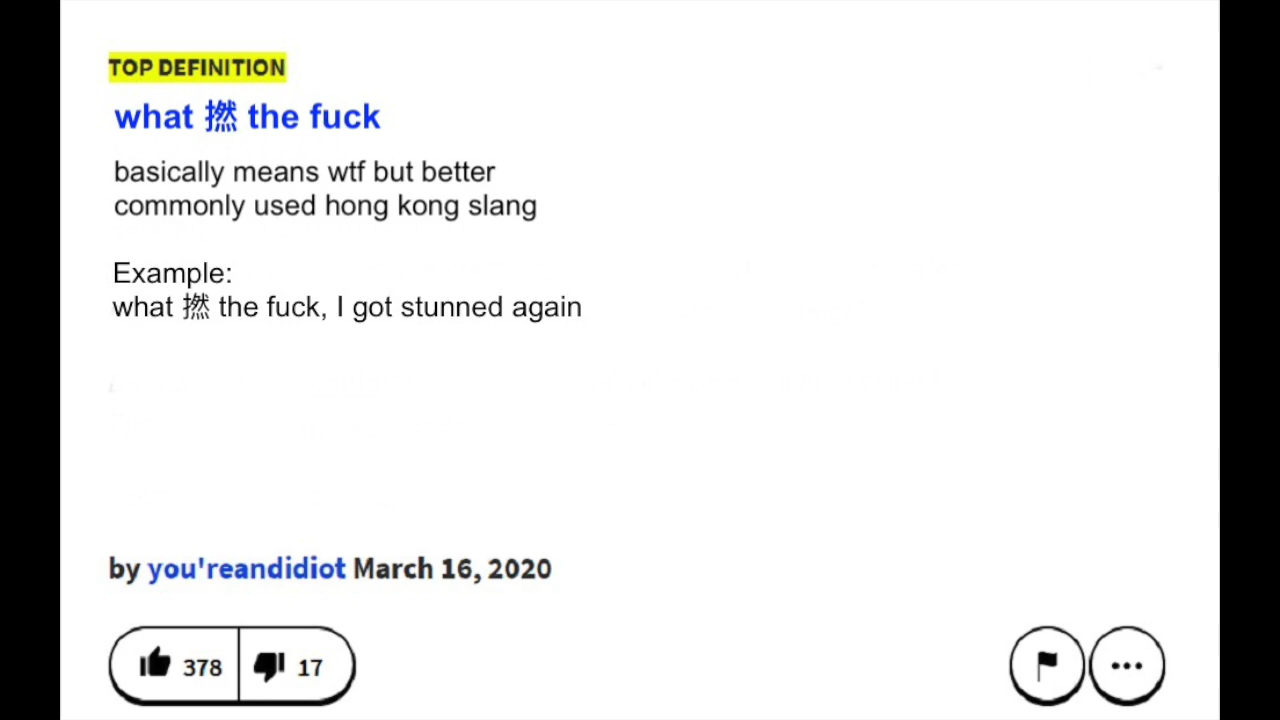 TOP DEFINITION
what 撚 the fuck
basically means wtf but better
commonly used hong kong slang
Example:
what 撚 the fuck, I got stunned again
by you'reandidiot March 16, 2020
378 17